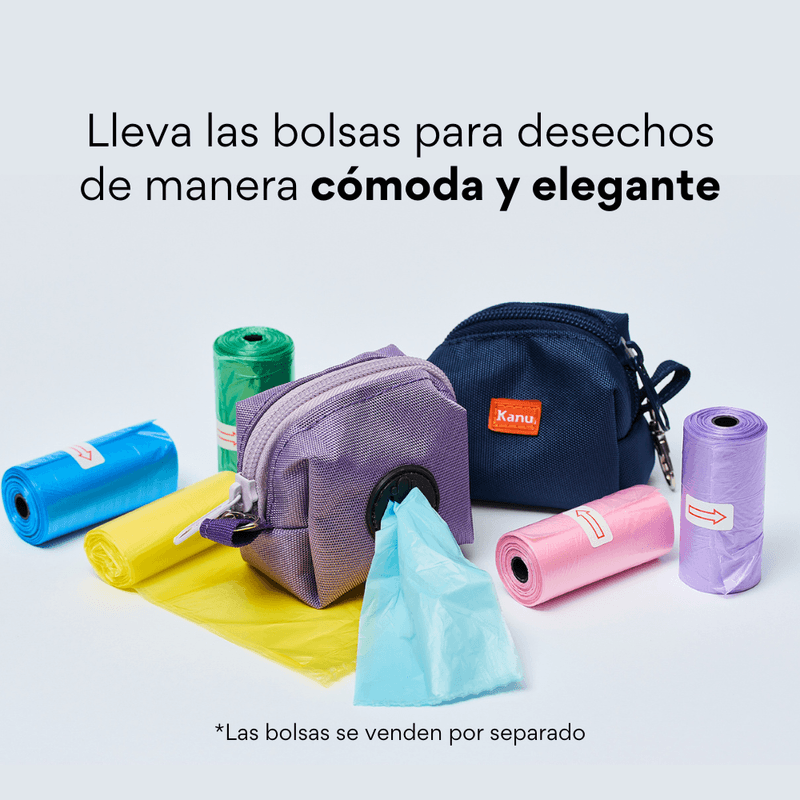 Lleva las bolsas para desechos
de manera cómoda y elegante
Kanu
*Las bolsas se venden por separado